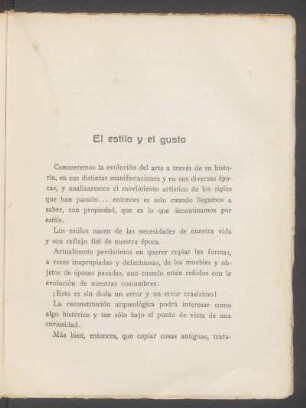 El estilo y el gusto
Conoceremos la evolución del arte a través de su histo-
ria, en sus distintas manifestaciones y en sus diversas épo-
cas, y analizaremos el movimiento artístico de los siglos
que han pasado... entonces es solo cuando llegamos a
saber, con propiedad, que es lo que denominamos por
estilo.
Los estilos nacen de las necesidades de nuestra vida
y son reflejo fiel de nuestra época.
Actualmente persistimos en querer copiar las formas,
a veces inapropiadas y defectuosas, de los muebles y ob-
jetos de épocas pasadas, aun cuando estén reñidos con la
evolución de nuestras costumbres.
¡Esto es sin duda un error y un error crasísimo!
La reconstitución arqueológica podrá interesar como
algo histórico y tan sólo bajo el punto de vista de una
curiosidad.
Más bien, entonces, que copiar cosas antiguas, trata-